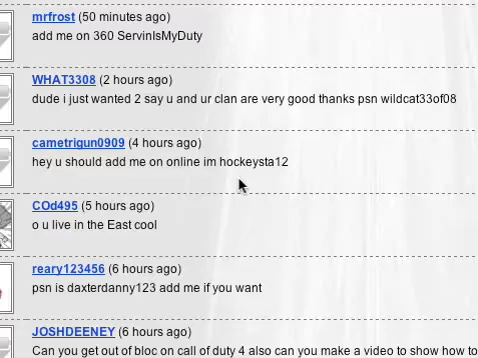 mrfrost (50 minutes ago)
add me on 360 ServinIsMyDuty
WHAT3308 (2 hours ago)
dude i just wanted 2 say u and ur clan are very good thanks psn wildcat33of08
cametrigun0909 (4 hours ago)
hey u should add me on online im hockeysta12
COd495 (5 hours ago)
o u live in the East cool
reary123456 (6 hours ago)
psn is daxterdanny123 add me if you want
JOSHDEENEY (6 hours ago)
Can you get out of bloc on call of duty 4 also can you make a video to show how to